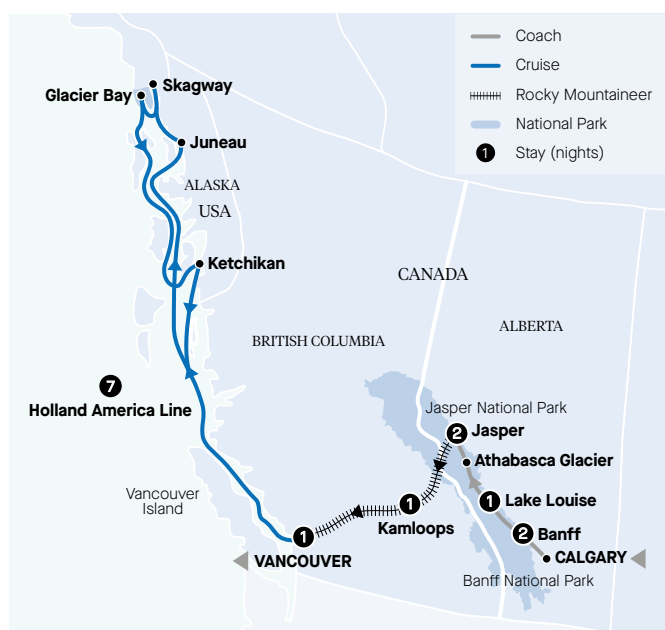 Coach
Cruise
Rocky Mountaineer
National Park
1 Stay (nights)
Skagway
Glacier Bay
Juneau
ALASKA
USA
Ketchikan
CANADA
BRITISH COLUMBIA
ALBERTA
7
Holland America Line
Jasper National Park
2 Jasper
Athabasca Glacier
1 Lake Louise
Vancouver
Island
1
Kamloops
2 Banff
1
VANCOUVER
CALGARY
Banff National Park